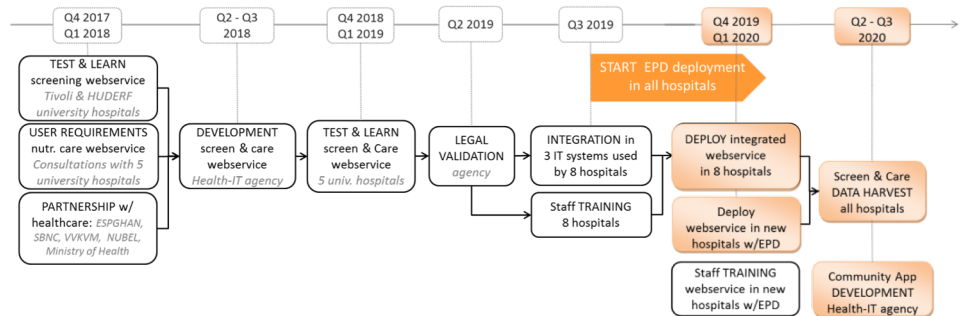 Q4 2017
Q1 2018
Q2 - Q3
2018
Q4 2018
Q1 2019
Q2 2019
Q3 2019
Q4 2019
Q1 2020
Q2 - Q3
2020
START EPD deployment
in all hospitals
TEST & LEARN
screening webservice
Tivoli & HUDERF
university hospitals
USER REQUIREMENTS
nutr. care webservice
Consultations with 5
university hospitals
PARTNERSHIP w/
healthcare: ESPGHAN,
SBNC, VVKVM, NUBEL,
Ministry of Health
DEVELOPMENT
screen & care
webservice
Health-IT agency
TEST & LEARN
screen & Care
webservice
5 univ. hospitals
LEGAL
VALIDATION
agency
INTEGRATION in
3 IT systems used
by 8 hospitals
Staff TRAINING
8 hospitals
DEPLOY integrated
webservice
in 8 hospitals
Deploy
webservice in new
hospitals w/EPD
Staff TRAINING
webservice in new
hospitals w/EPD
Screen & Care
DATA HARVEST
all hospitals
Community App
DEVELOPMENT
Health-IT agency